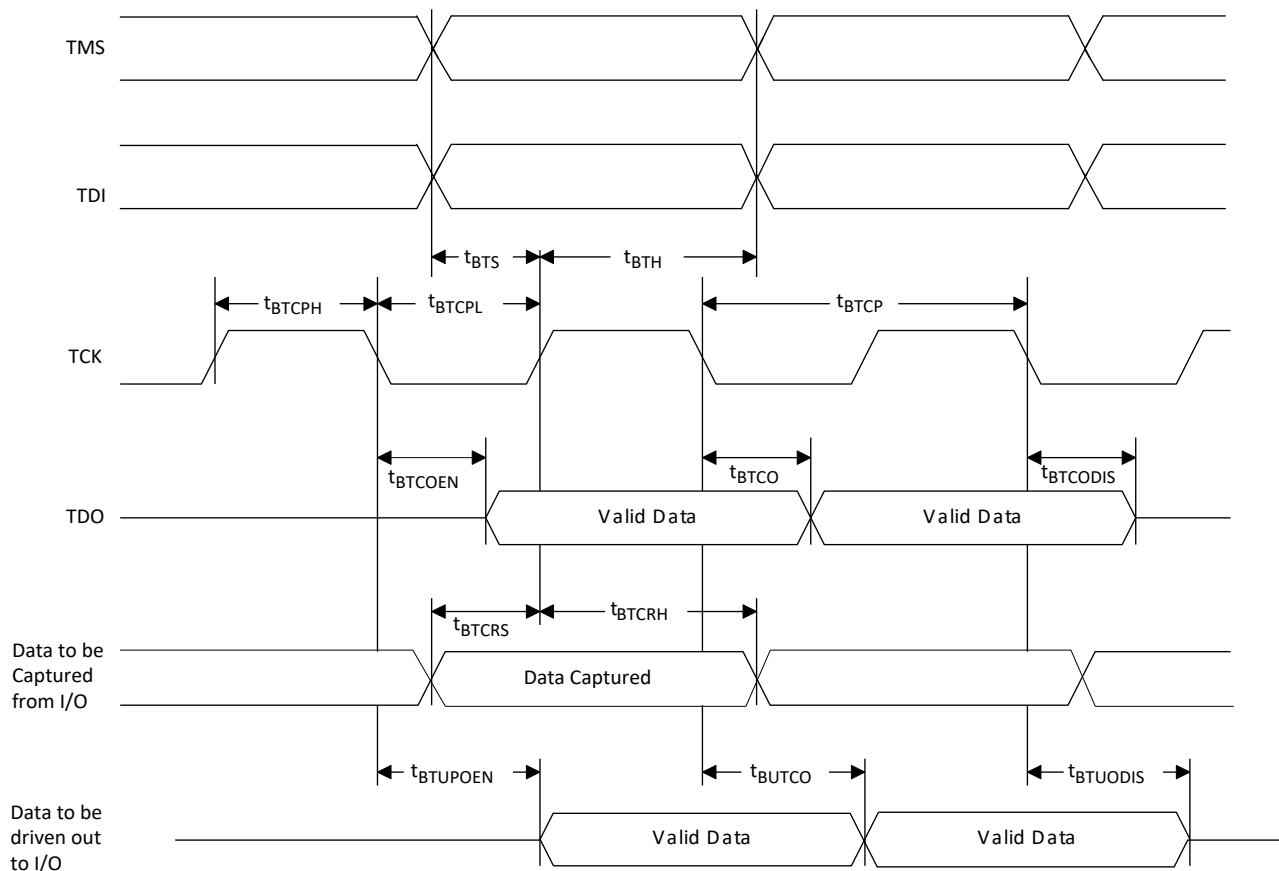 TMS
TDI
tBTS
tBTH
tBTCPH
tBTCPL
tBTCP
TCK
tBTCOEN
tBTCO
tBTCODIS
TDO
Valid Data
Valid Data
tBTCRS
tBTCRH
Data to be
Captured
from I/O
Data Captured
tBTUPOEN
tBUTCO
tBTUODIS
Data to be
driven out
to I/O
Valid Data
Valid Data